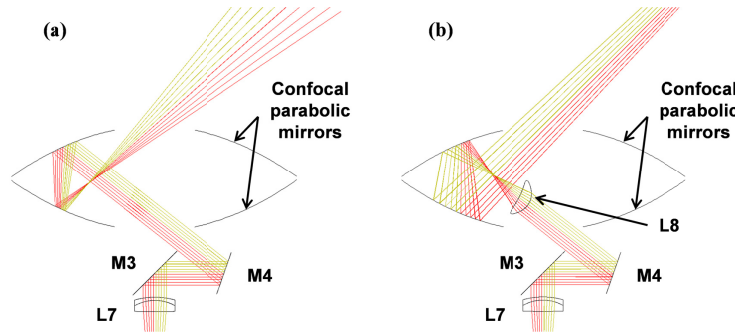 (a)
Confocal
parabolic
mirrors
M3
M4
L7
(b)
Confocal
parabolic
mirrors
L8
M3
M4
L7